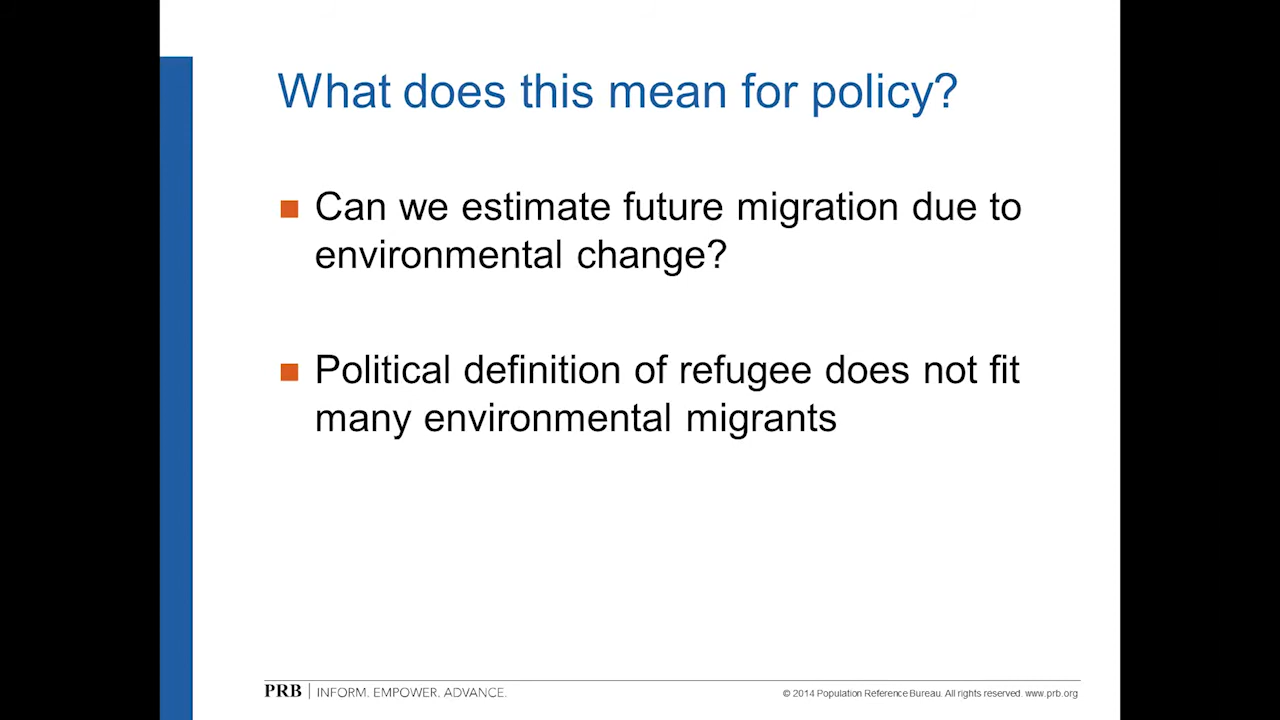 What does this mean for policy?
Can we estimate future migration due to
environmental change?
Political definition of refugee does not fit
many environmental migrants
PRB | INFORM. EMPOWER. ADVANCE.
© 2014 Population Reference Bureau. All rights reserved. www.prb.org